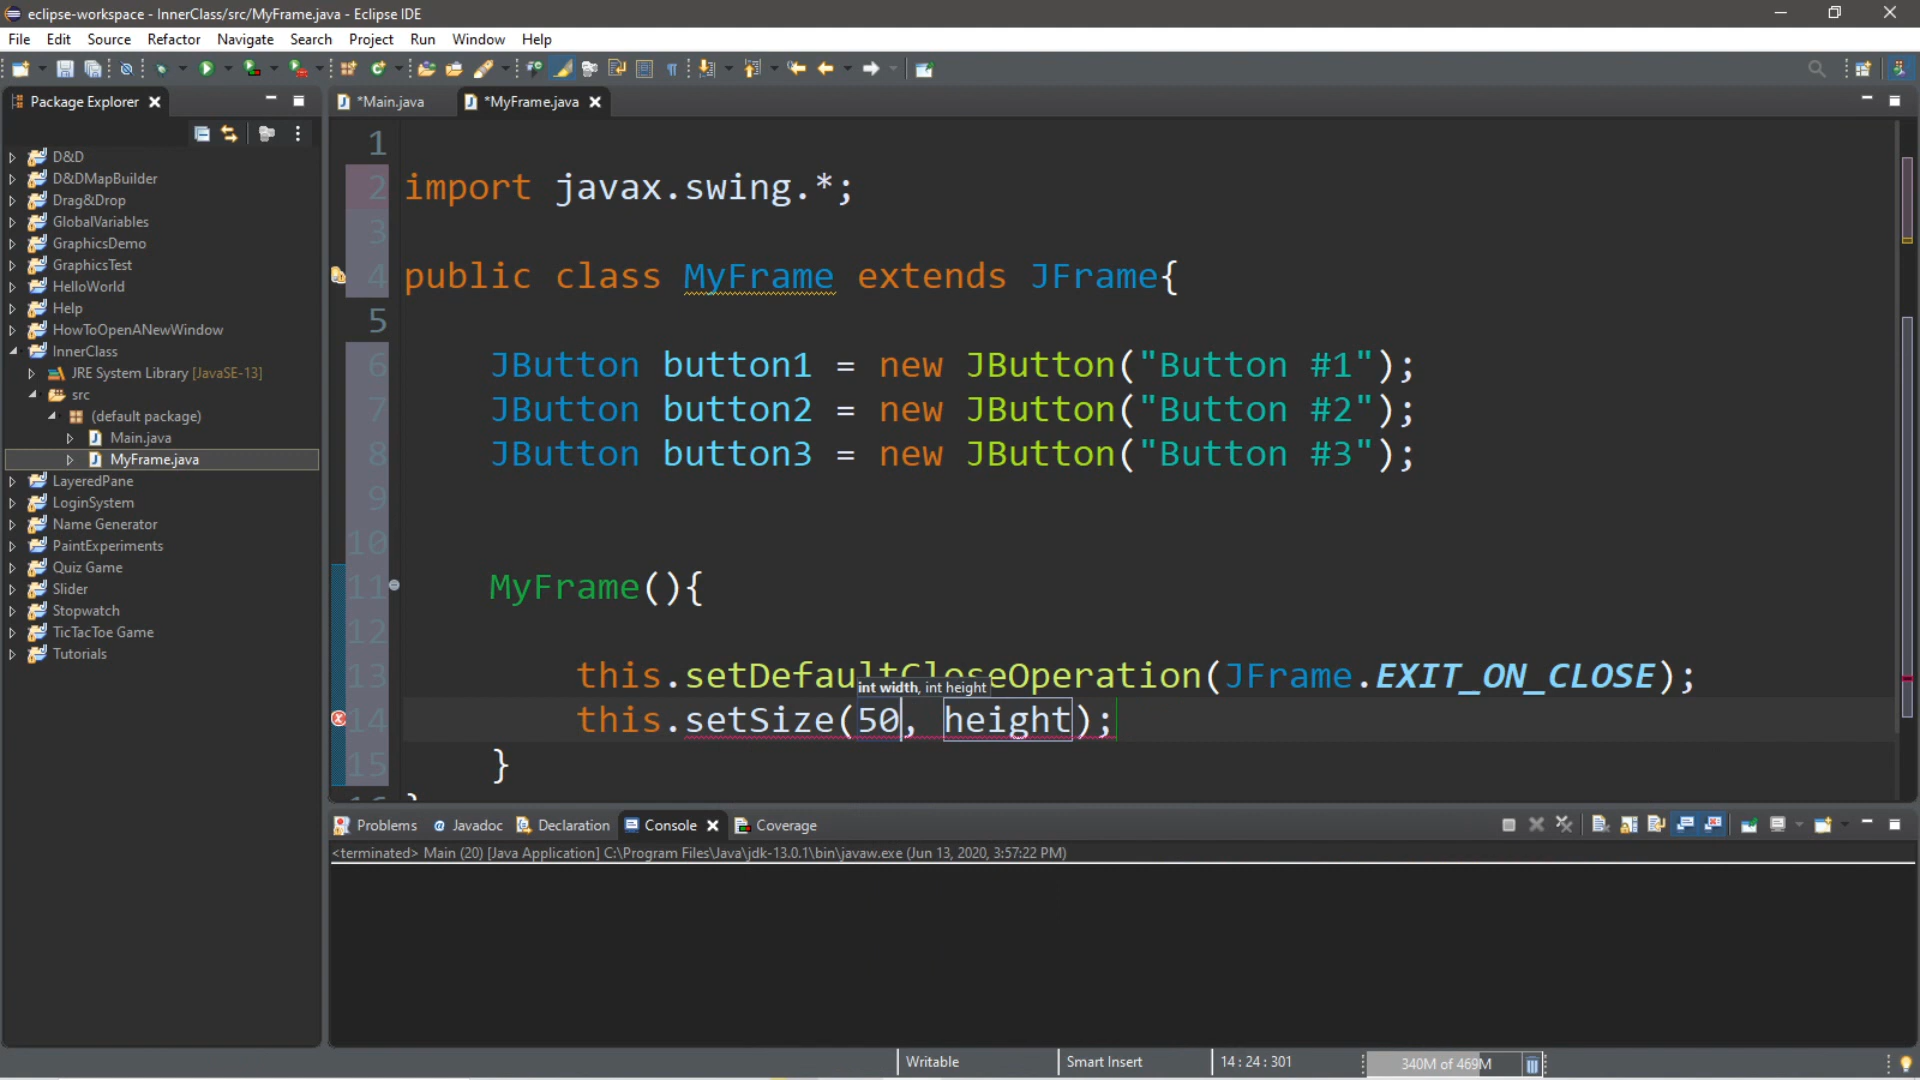 eclipse-workspace - InnerClass/src/MyFrame.java - Eclipse IDE
File Edit Source Refactor Navigate Search Project Run Window Help
Package Explorer
*Main.java *MyFrame.java
D&D
D&DMapBuilder
Drag&Drop
GlobalVariables
GraphicsDemo
GraphicsTest
HelloWorld
Help
HowToOpenANewWindow
InnerClass
JRE System Library [JavaSE-13]
src
(default package)
Main.java
MyFrame.java
LayeredPane
LoginSystem
Name Generator
PaintExperiments
Quiz Game
Slider
Stopwatch
TicTacToe Game
Tutorials
1
2 import javax.swing.*;
3
4 public class MyFrame extends JFrame{
5
6 JButton button1 = new JButton("Button #1");
7 JButton button2 = new JButton("Button #2");
8 JButton button3 = new JButton("Button #3");
9
10
11 MyFrame(){
12
13 this.setDefaultCloseOperation(JFrame.EXIT_ON_CLOSE);
int width, int height
14 this.setSize(50, height);
15 }
Problems @ Javadoc Declaration Console Coverage
<terminated> Main (20) [Java Application] C:\Program Files\Java\jdk-13.0.1\bin\javaw.exe (Jun 13, 2020, 3:57:22 PM)
Writable Smart Insert 14 : 24 : 301 340M of 469M